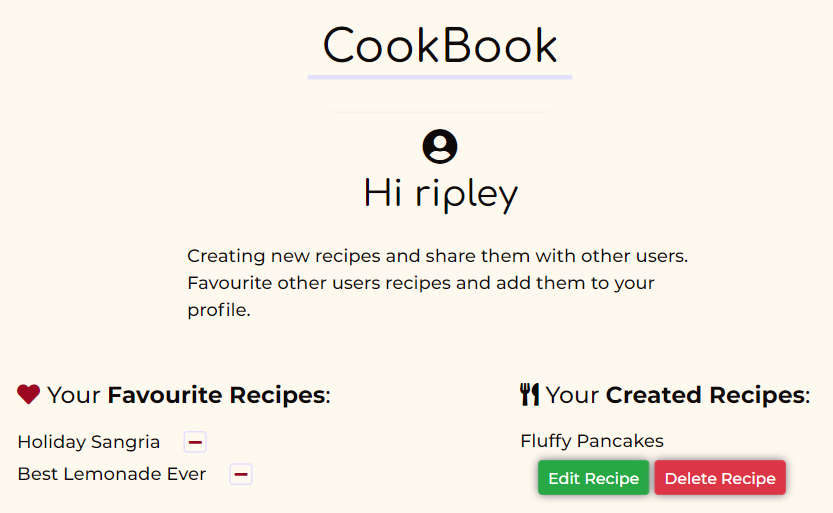 CookBook
Hi ripley
Creating new recipes and share them with other users.
Favourite other users recipes and add them to your
profile.
Your Favourite Recipes:
Holiday Sangria
Best Lemonade Ever
Your Created Recipes:
Fluffy Pancakes
Edit Recipe
Delete Recipe